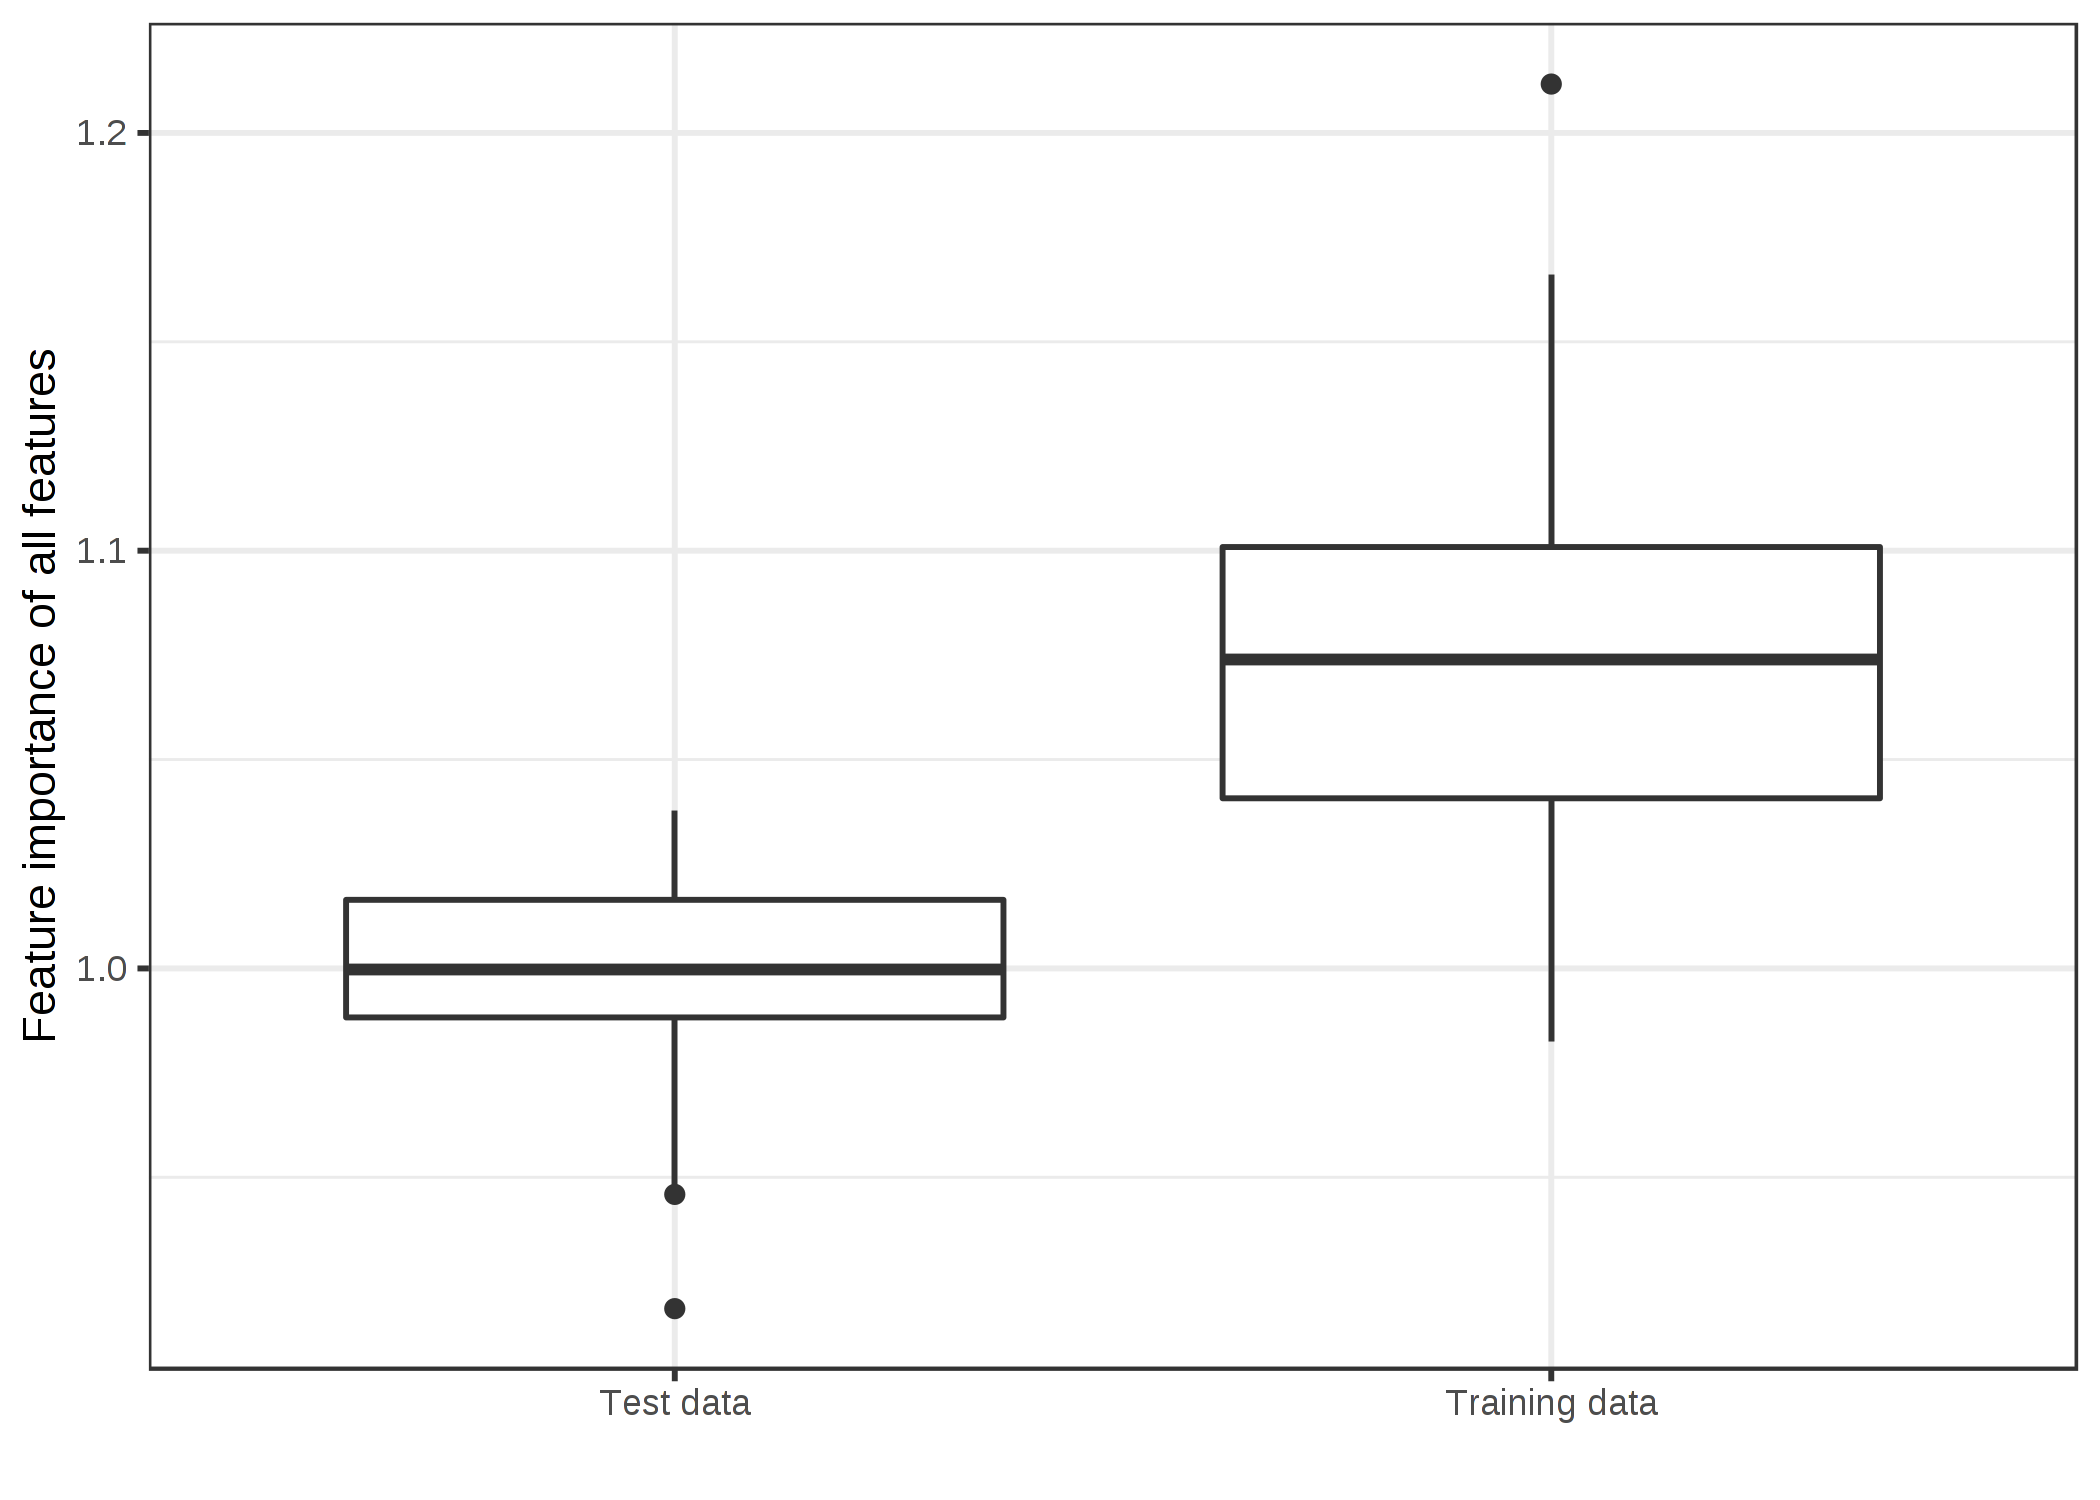 Feature importance of all features
1.2
1.1
1.0
Test data
Training data